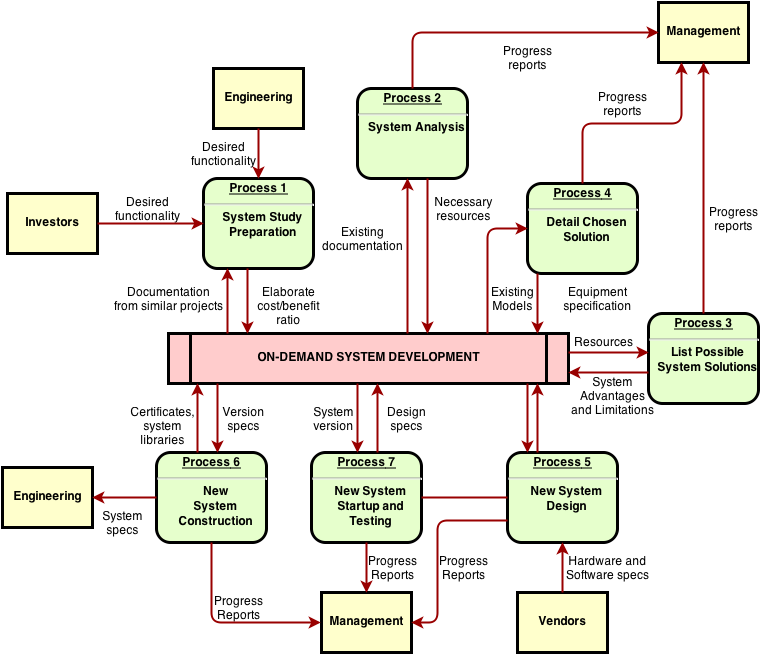 Management
Progress
reports
Process 2
System Analysis
Engineering
Progress
reports
Desired
functionality
Process 1
System Study
Preparation
Investors
Desired
functionality
Process 4
Detail Chosen
Solution
Necessary
resources
Existing
documentation
Progress
reports
Documentation
from similar projects
Elaborate
cost/benefit
ratio
Existing
Models
Equipment
specification
Process 3
List Possible
System Solutions
Resources
ON-DEMAND SYSTEM DEVELOPMENT
System
Advantages
and Limitations
Certificates,
system
libraries
Version
specs
System
version
Design
specs
Process 6
New
System
Construction
Process 7
New System
Startup and
Testing
Process 5
New System
Design
Engineering
System
specs
Progress
Reports
Progress
Reports
Hardware and
Software specs
Progress
Reports
Management
Vendors